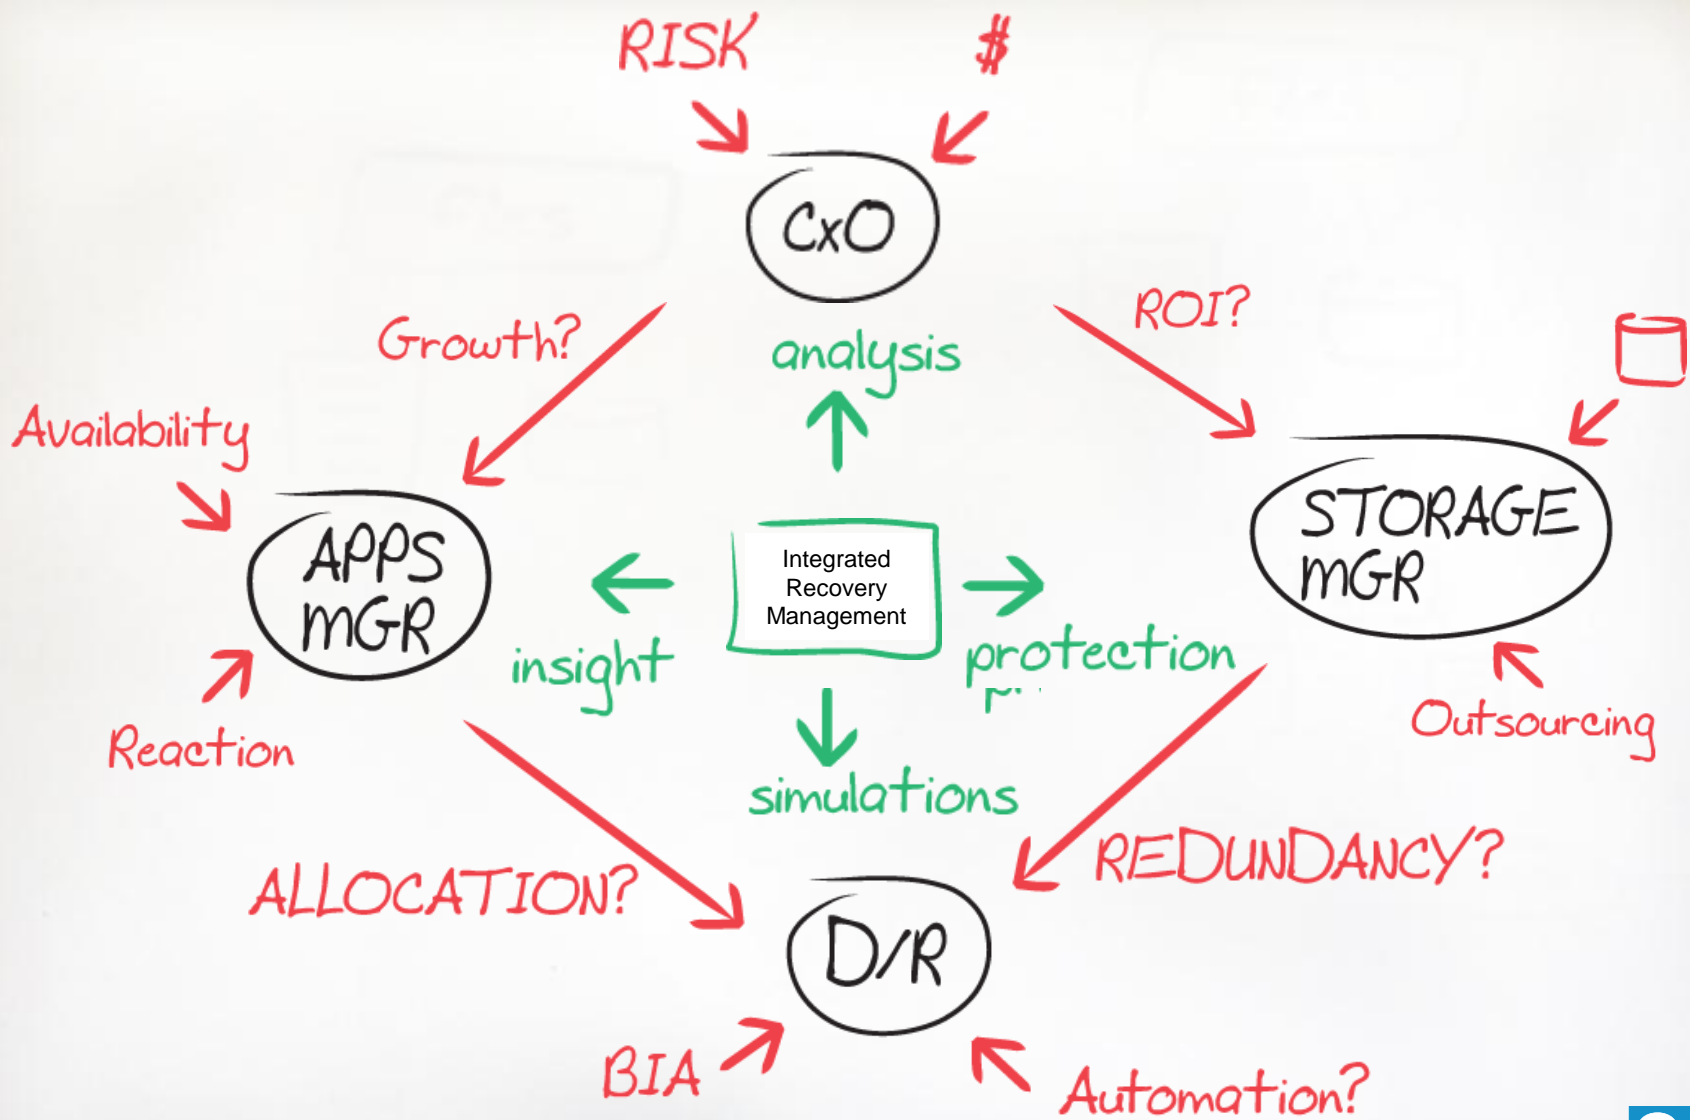 RISK
$
CxO
Growth?
ROI?
analysis
Availability
APPS
MGR
STORAGE
MGR
Integrated
Recovery
Management
insight
protection
Reaction
Outsourcing
simulations
ALLOCATION?
REDUNDANCY?
D/R
BIA
Automation?